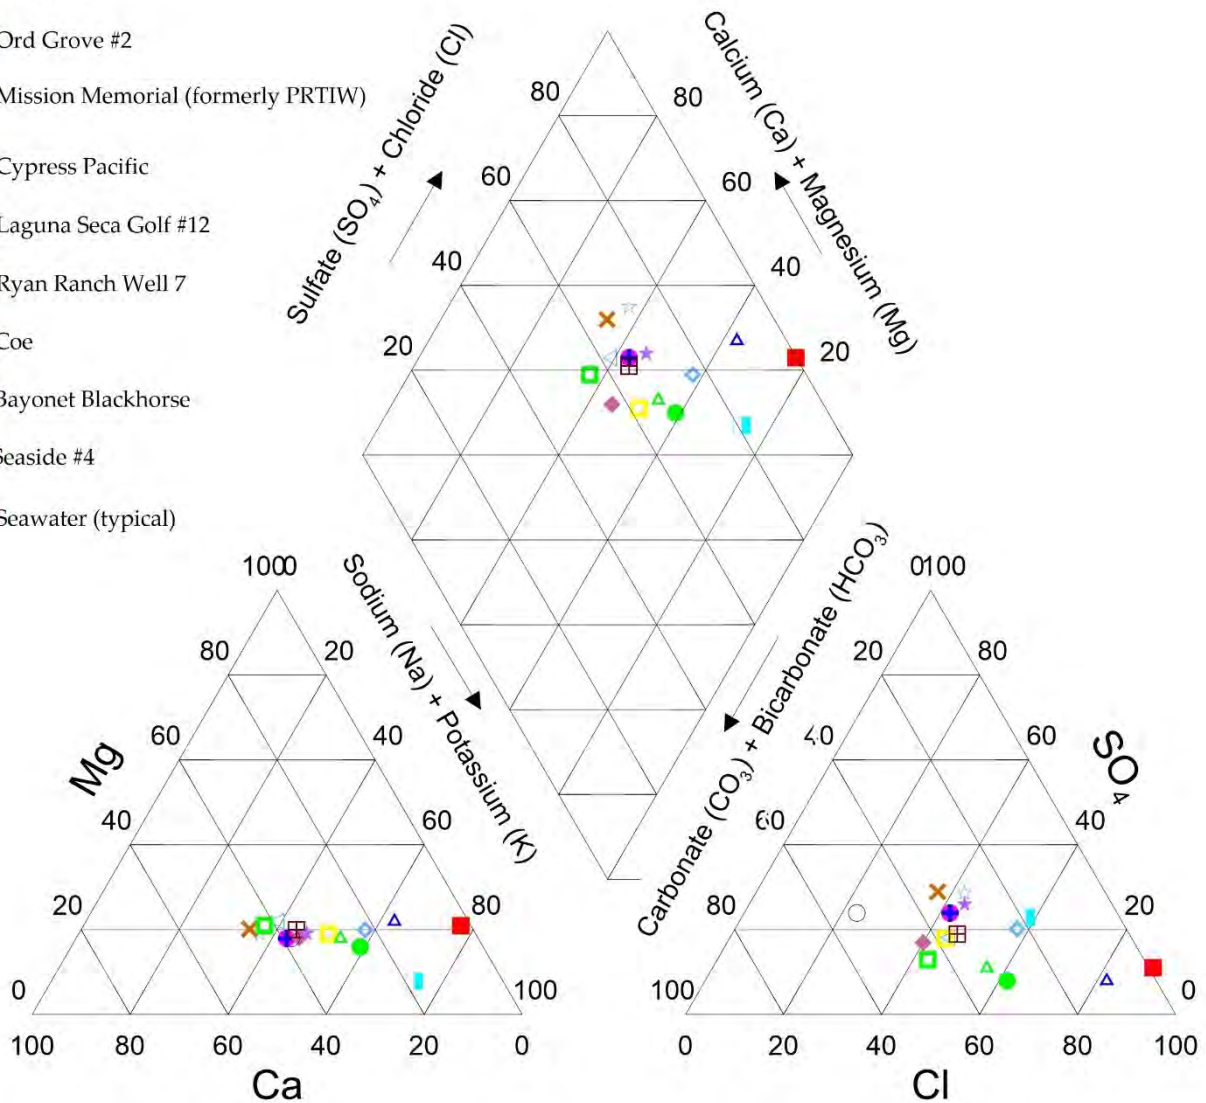 Ord Grove #2
Mission Memorial (formerly PRTIW)
Cypress Pacific
Laguna Seca Golf #12
Ryan Ranch Well 7
Coe
Bayonet Blackhorse
Seaside #4
Seawater (typical)
Sulfate (SO₄) + Chloride (Cl)
Calcium (Ca) + Magnesium (Mg)
80
80
60
60
40
40
20
20
Sodium (Na) + Potassium (K)
Carbonate (CO₃) + Bicarbonate (HCO₃)
1000
80
20
60
40
40
60
20
80
0
100
Mg
100
80
60
40
20
0
Ca
0100
20
80
40
60
60
40
80
20
100
0
SO₄
0
20
40
60
80
100
Cl